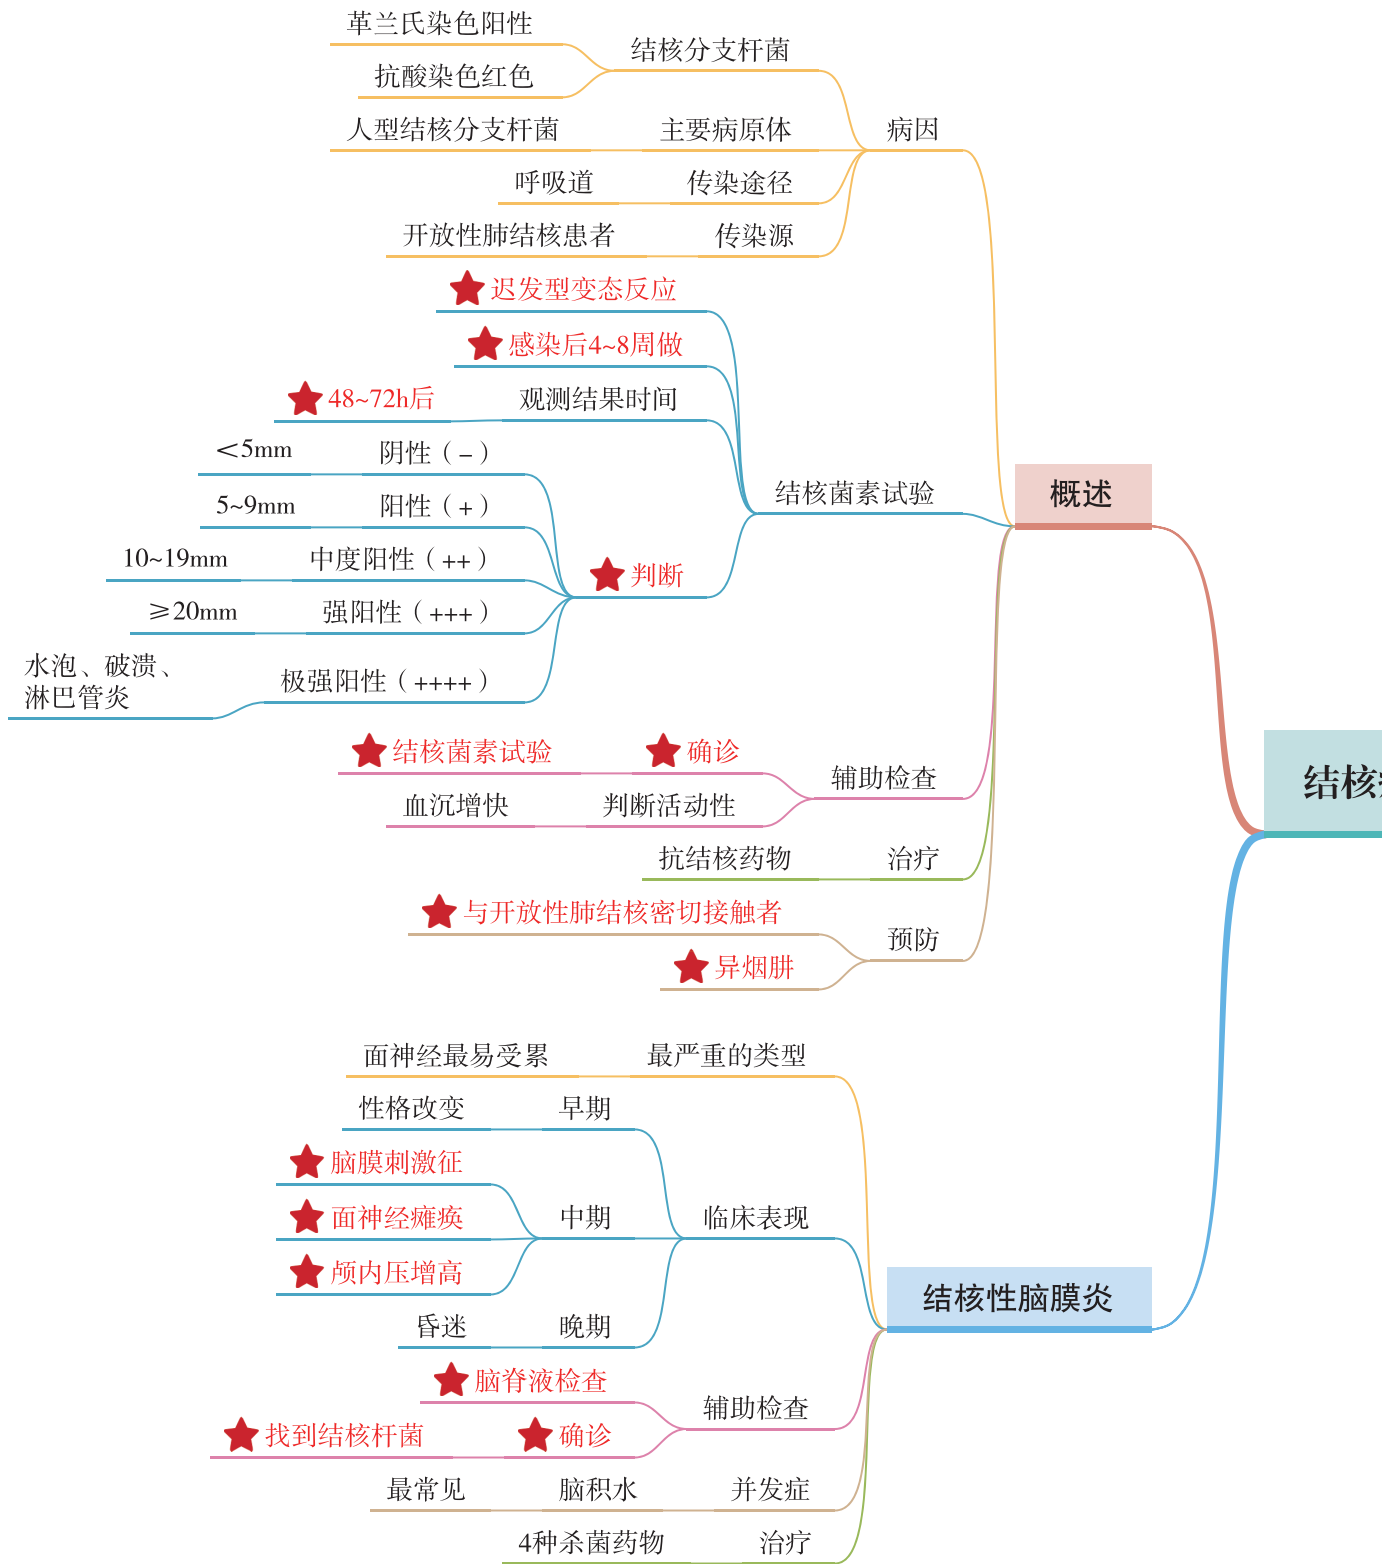 革兰氏染色阳性
结核分支杆菌
抗酸染色红色
人型结核分支杆菌
主要病原体
病因
呼吸道
传染途径
开放性肺结核患者
传染源
迟发型变态反应
感染后4~8周做
48~72h后
观测结果时间
<5mm
阴性（-）
结核菌素试验
概述
5~9mm
阳性（+）
10~19mm
中度阳性（++）
判断
≥20mm
强阳性（+++）
水泡、破溃、
淋巴管炎
极强阳性（++++）
结核菌素试验
确诊
辅助检查
血沉增快
判断活动性
结核
抗结核药物
治疗
与开放性肺结核密切接触者
预防
异烟肼
面神经最易受累
最严重的类型
性格改变
早期
脑膜刺激征
面神经瘫痪
中期
临床表现
颅内压增高
结核性脑膜炎
昏迷
晚期
脑脊液检查
辅助检查
找到结核杆菌
确诊
最常见
脑积水
并发症
4种杀菌药物
治疗